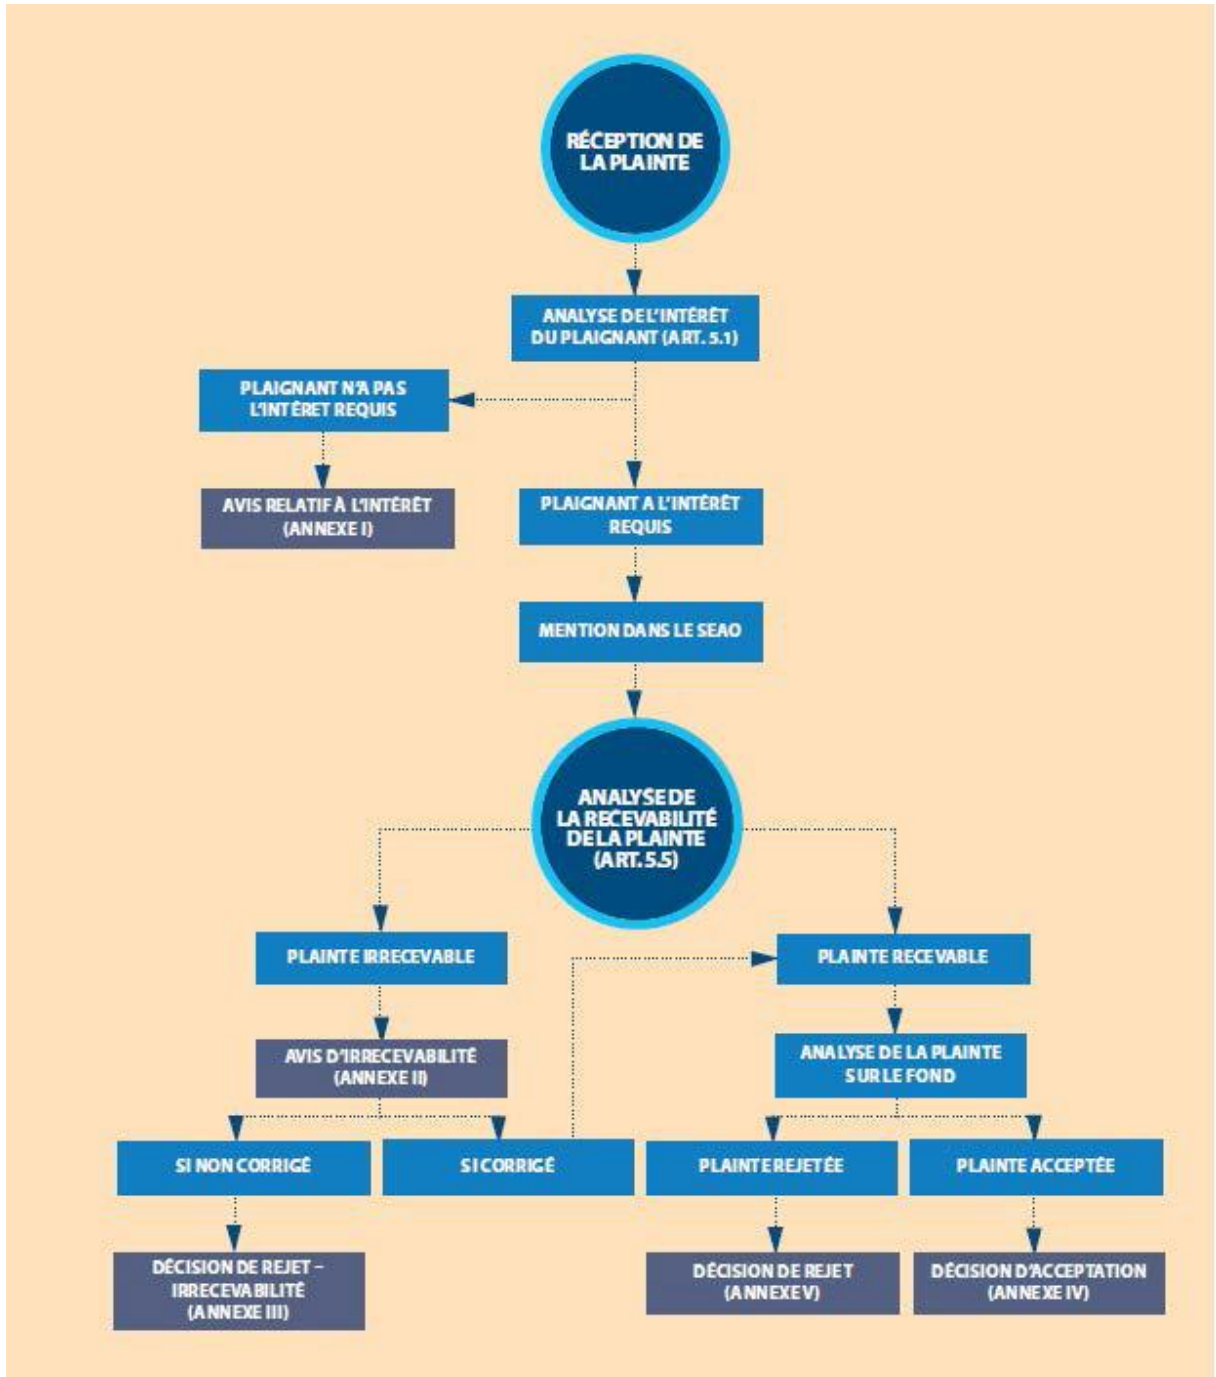 RÉCEPTION DE
LA PLAINTE
ANALYSE DE L'INTÉRÊT
DU PLAIGNANT (ART. 5.1)
PLAIGNANT N'A PAS
L'INTÉRET REQUIS
AVIS RELATIF À L'INTÉRÊT
(ANNEXE I)
PLAIGNANT A L'INTÉRÊT
REQUIS
MENTION DANS LE SEAO
ANALYSE DE
LA RECEVABILITÉ
DE LA PLAINTE
(ART. 5.5)
PLAINTE IRRECEVABLE
PLAINTE RECEVABLE
AVIS D'IRRECEVABILITÉ
(ANNEXE II)
ANALYSE DE LA PLAINTE
SUR LE FOND
SI NON CORRIGÉ
SI CORRIGÉ
PLAINTE REJETÉE
PLAINTE ACCEPTÉE
DÉCISION DE REJET –
IRRECEVABILITÉ
(ANNEXE III)
DÉCISION DE REJET
(ANNEXE V)
DÉCISION D'ACCEPTATION
(ANNEXE IV)